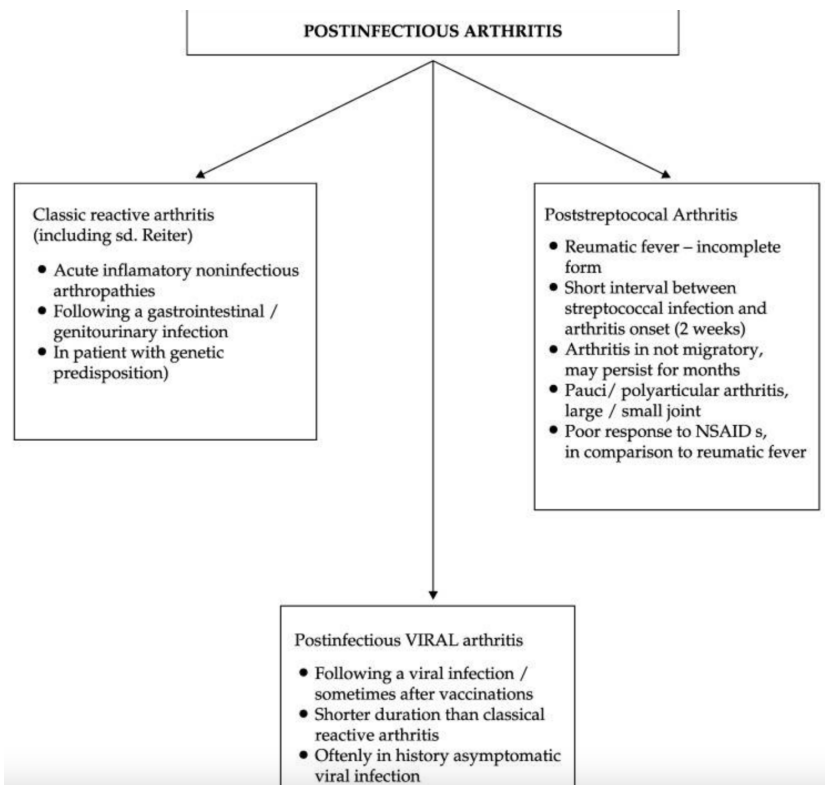 POSTINFECTIOUS ARTHRITIS
Classic reactive arthritis
(including sd. Reiter)
● Acute inflamatory noninfectious
arthropathies
● Following a gastrointestinal /
genitourinary infection
● In patient with genetic
predisposition)
Poststreptococal Arthritis
● Reumatic fever – incomplete
form
● Short interval between
streptococcal infection and
arthritis onset (2 weeks)
● Arthritis in not migratory,
may persist for months
● Pauci/ polyarticular arthritis,
large / small joint
● Poor response to NSAID s,
in comparison to reumatic fever
Postinfectious VIRAL arthritis
● Following a viral infection /
sometimes after vaccinations
● Shorter duration than classical
reactive arthritis
● Oftenly in history asymptomatic
viral infection